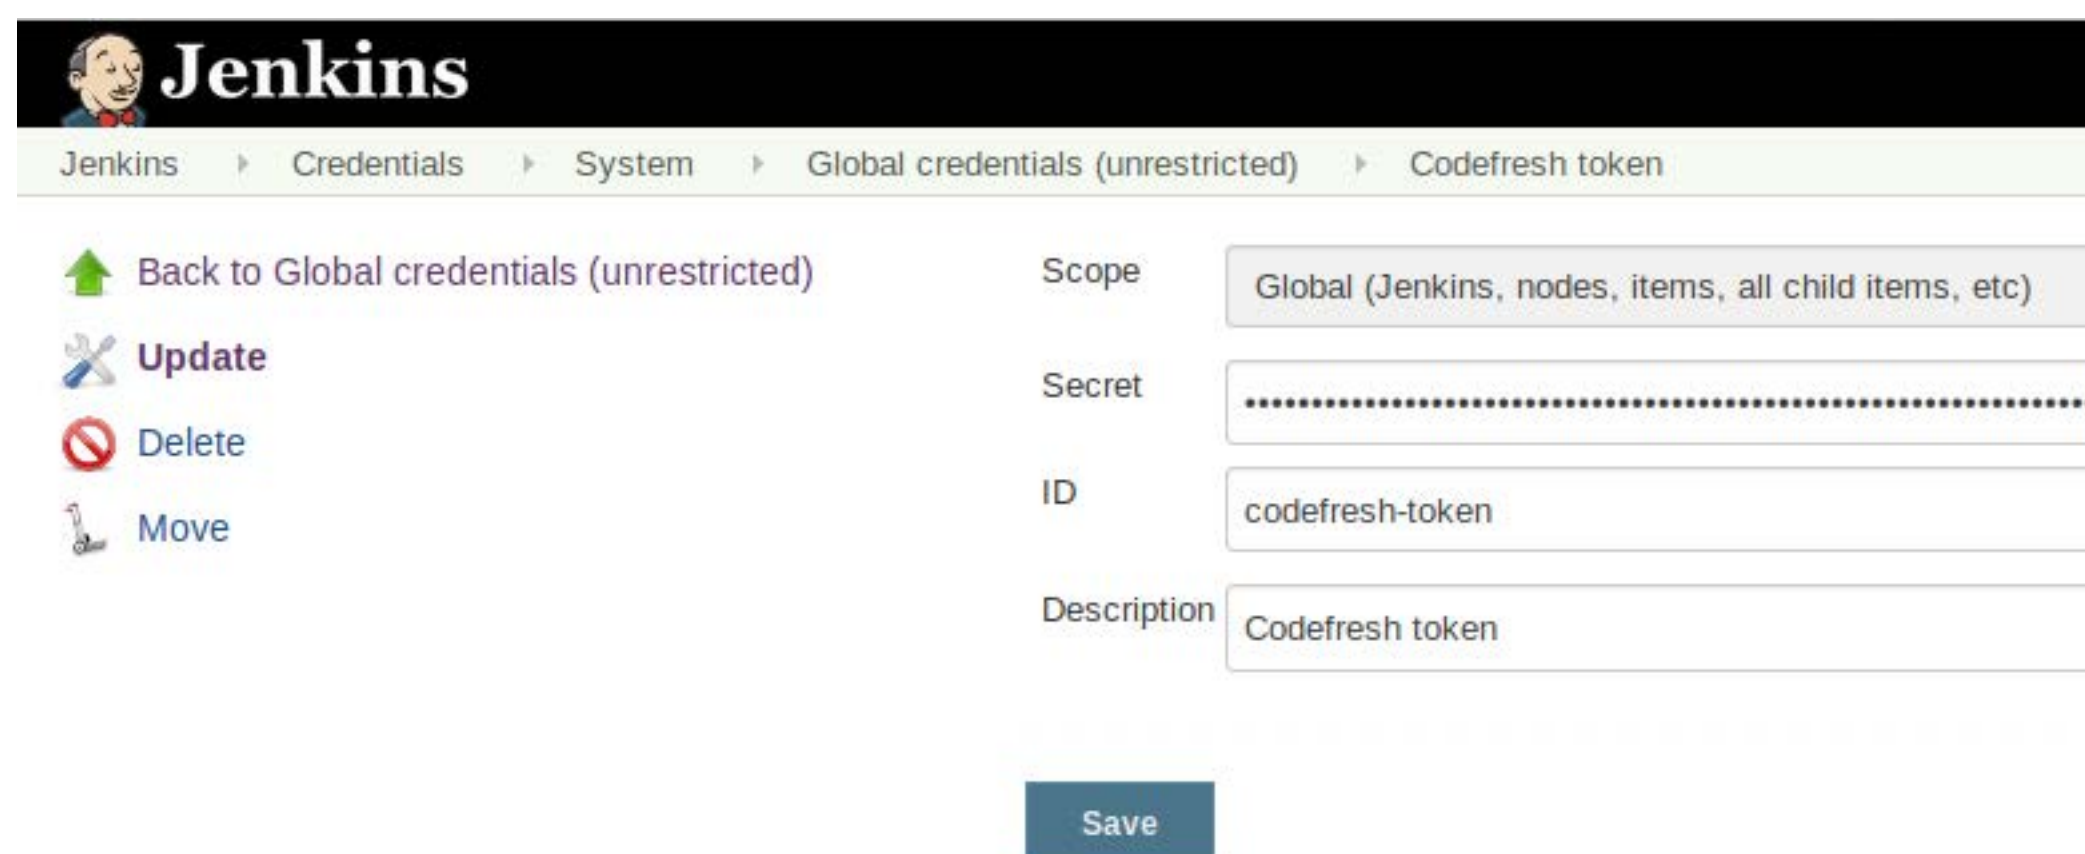 Jenkins
Jenkins Credentials System Global credentials (unrestricted) Codefresh token
Back to Global credentials (unrestricted)
Update
Delete
Move
Scope Global (Jenkins, nodes, items, all child items, etc)
Secret
ID codefresh-token
Description Codefresh token
Save